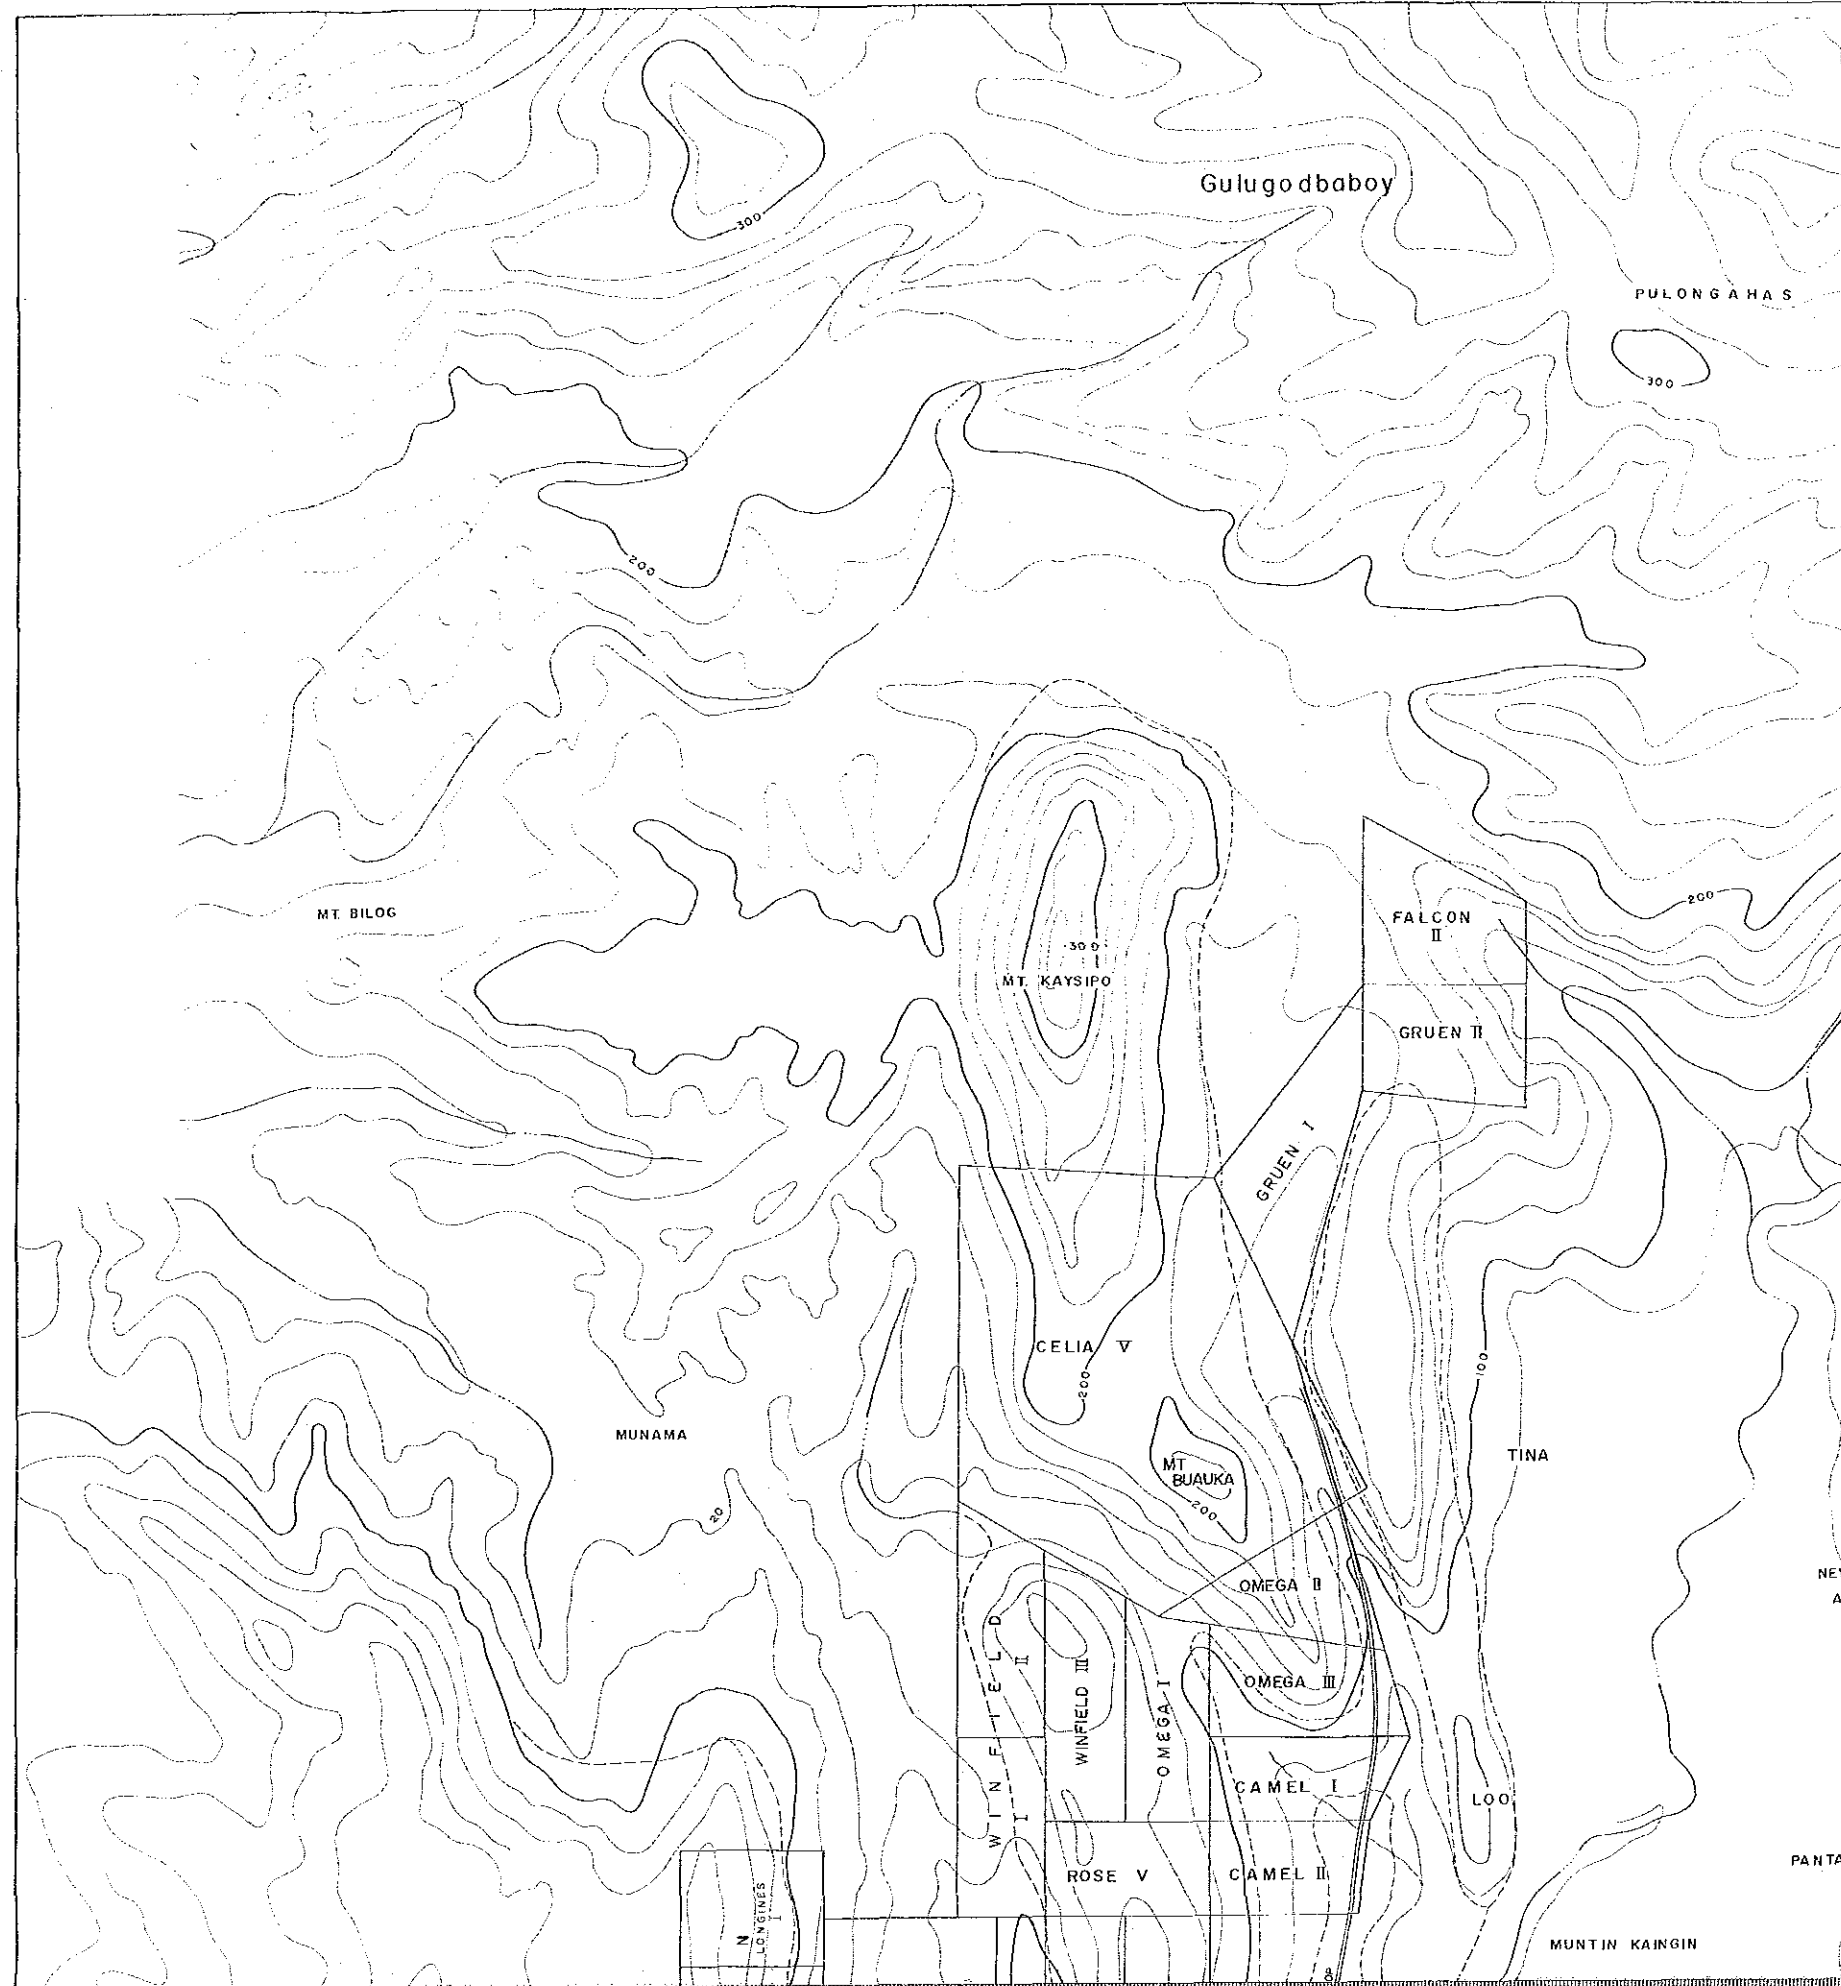 Gulugodbaboy
300
PULONGAHAS
300
200
200
MT. BILOG
FALCON
II
300
MT. KAYSIPO
GRUEN II
GRUEN I
CELIA V
100
200
MUNAMA
TINA
MT
BUAUKA
200
20
OMEGA II
WINFIELD
II
I
WINFIELD III
OMEGA I
OMEGA III
CAMEL I
LOO
ROSE V
CAMEL II
LONGINES
I
N
MUNTIN KAINGIN